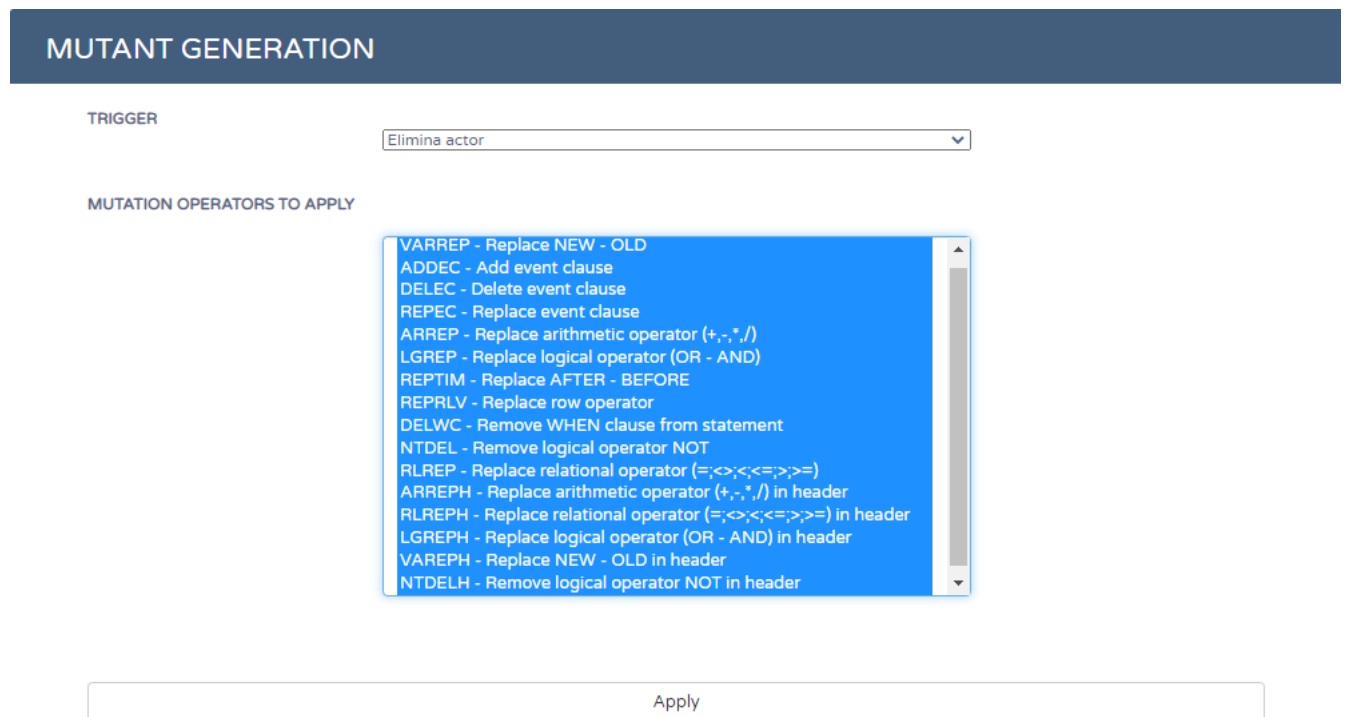 MUTANT GENERATION
TRIGGER
Elimina actor
MUTATION OPERATORS TO APPLY
VARREP - Replace NEW - OLD
ADDEC - Add event clause
DELEC - Delete event clause
REPEC - Replace event clause
ARREP - Replace arithmetic operator (+,-,*,/)
LGREP - Replace logical operator (OR - AND)
REPTIM - Replace AFTER - BEFORE
REPRLV - Replace row operator
DELWC - Remove WHEN clause from statement
NTDEL - Remove logical operator NOT
RLREP - Replace relational operator (=;<>;<;<=;>;>=)
ARREPH - Replace arithmetic operator (+,-,*,/) in header
RLREPH - Replace relational operator (=;<>;<;<=;>;>=) in header
LGREPH - Replace logical operator (OR - AND) in header
VAREPH - Replace NEW - OLD in header
NTDELH - Remove logical operator NOT in header
Apply